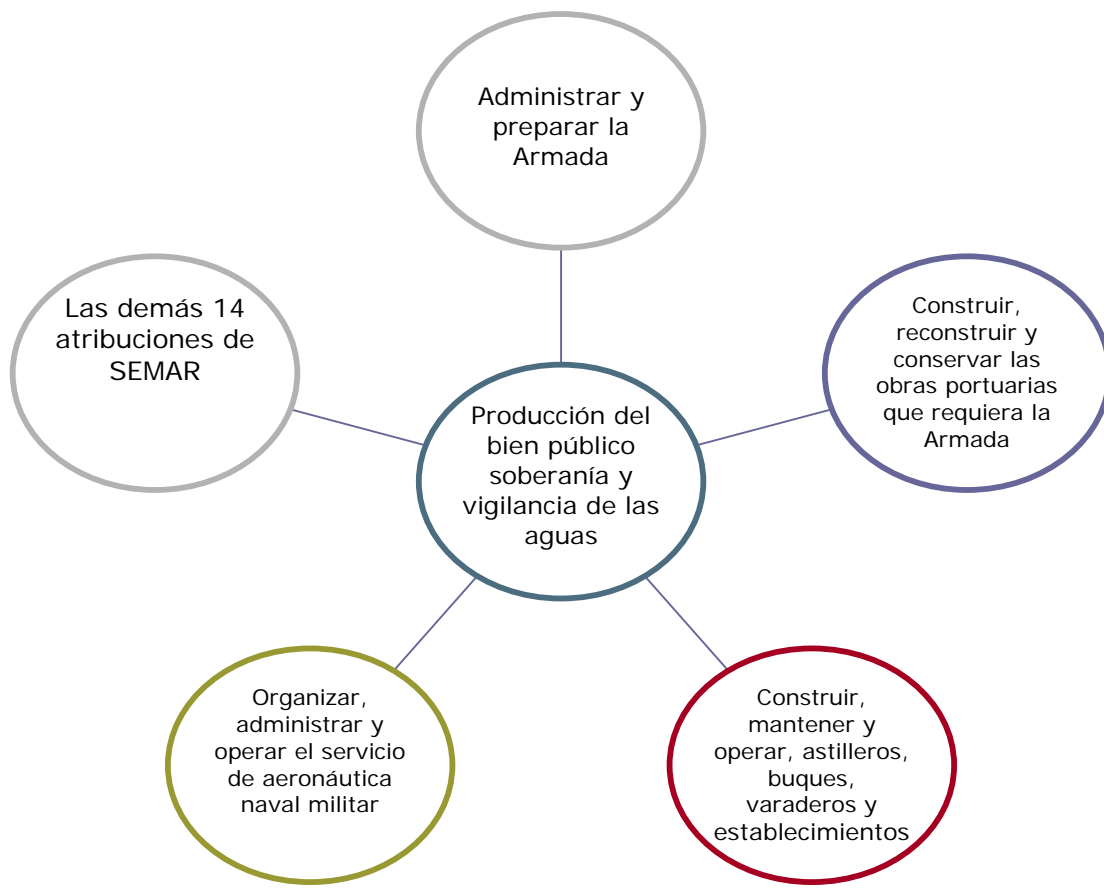 Administrar y
preparar la
Armada
Las demás 14
atribuciones de
SEMAR
Construir,
reconstruir y
conservar las
obras portuarias
que requiera la
Armada
Producción del
bien público
soberanía y
vigilancia de las
aguas
Organizar,
administrar y
operar el servicio
de aeronáutica
naval militar
Construir,
mantener y
operar, astilleros,
buques,
varaderos y
establecimientos